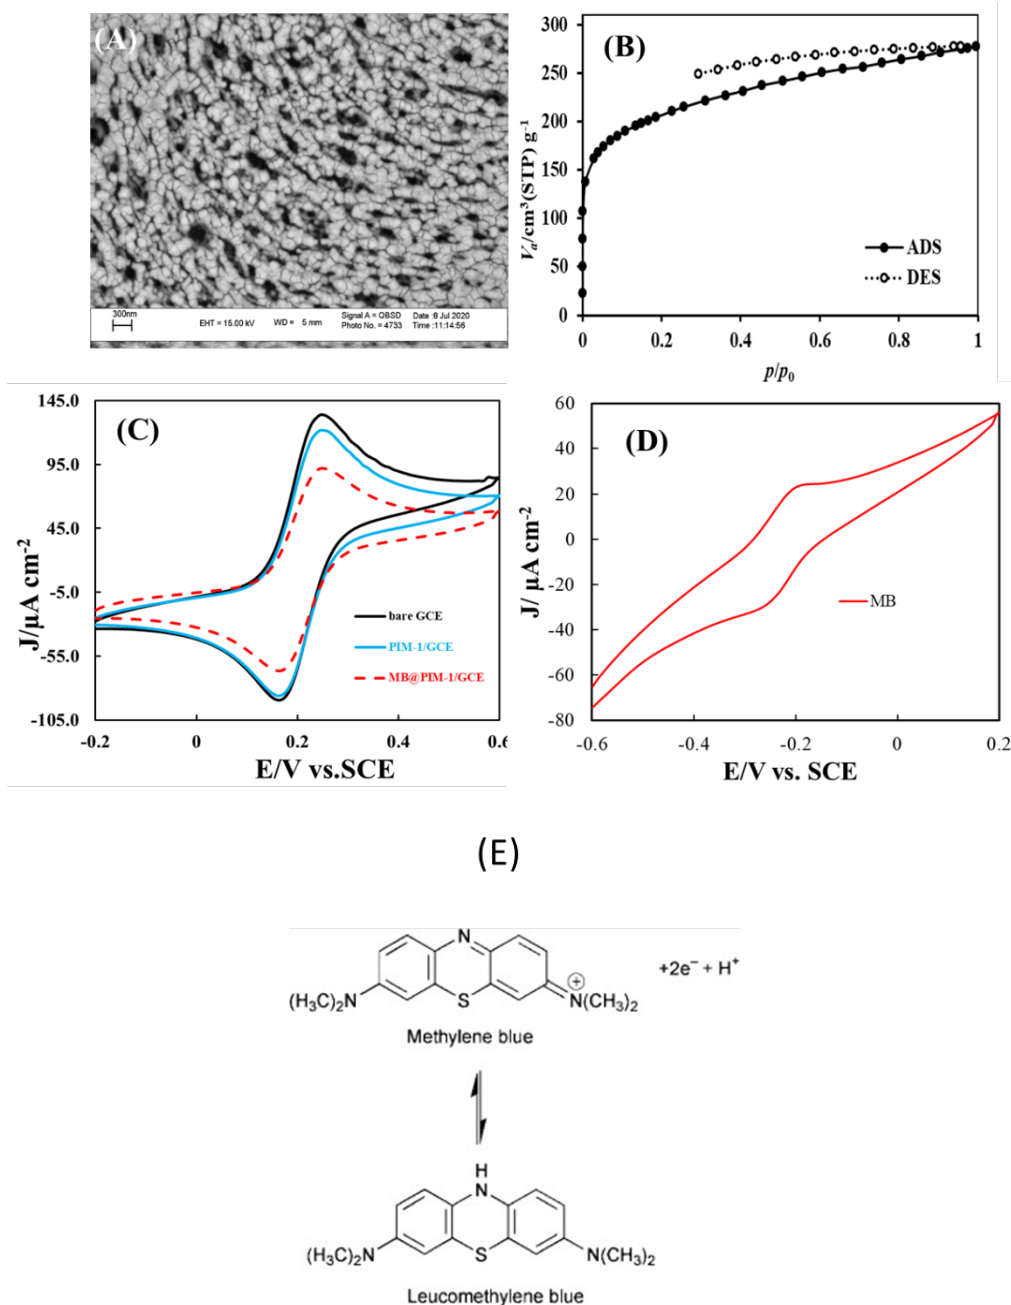 (A)
300nm
EHT = 15.00 kV
WD = 5 mm
Signal A = QBSD
Photo No. = 4733
Date :8 Jul 2020
Time :11:14:56
(B)
300
250
200
150
100
50
0
Va/cm³(STP) g⁻¹
ADS
DES
0 0.2 0.4 0.6 0.8 1
p/p₀
(C)
145.0
95.0
45.0
-5.0
-55.0
-105.0
J/µA cm⁻²
bare GCE
PIM-1/GCE
MB@PIM-1/GCE
-0.2 0 0.2 0.4 0.6
E/V vs.SCE
(D)
60
40
20
0
-20
-40
-60
-80
J/ µA cm⁻²
MB
-0.6 -0.4 -0.2 0 0.2
E/V vs. SCE
(E)
N
+2e⁻ + H⁺
(H₃C)₂N
S
⊕
N(CH₃)₂
Methylene blue
H
N
(H₃C)₂N
S
N(CH₃)₂
Leucomethylene blue